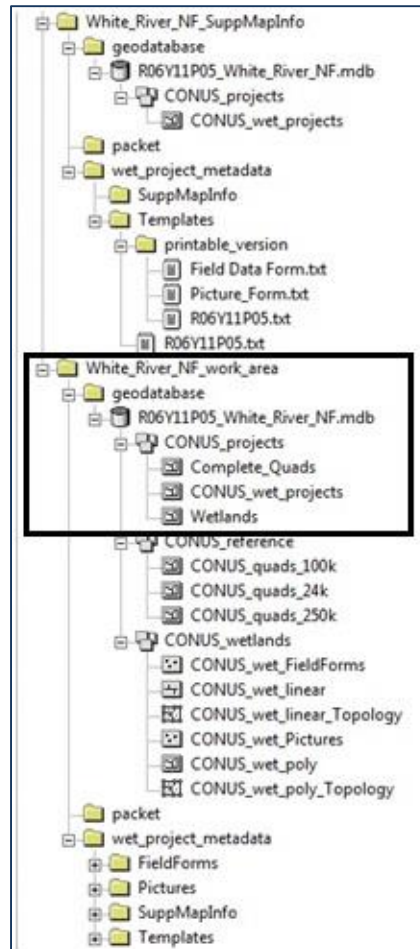 White_River_NF_SuppMapInfo
geodatabase
R06Y11P05_White_River_NF.mdb
CONUS_projects
CONUS_wet_projects
packet
wet_project_metadata
SuppMapInfo
Templates
printable_version
Field Data Form.txt
Picture_Form.txt
R06Y11P05.txt
R06Y11P05.txt
White_River_NF_work_area
geodatabase
R06Y11P05_White_River_NF.mdb
CONUS_projects
Complete_Quads
CONUS_wet_projects
Wetlands
CONUS_reference
CONUS_quads_100k
CONUS_quads_24k
CONUS_quads_250k
CONUS_wetlands
CONUS_wet_FieldForms
CONUS_wet_linear
CONUS_wet_linear_Topology
CONUS_wet_Pictures
CONUS_wet_poly
CONUS_wet_poly_Topology
packet
wet_project_metadata
FieldForms
Pictures
SuppMapInfo
Templates